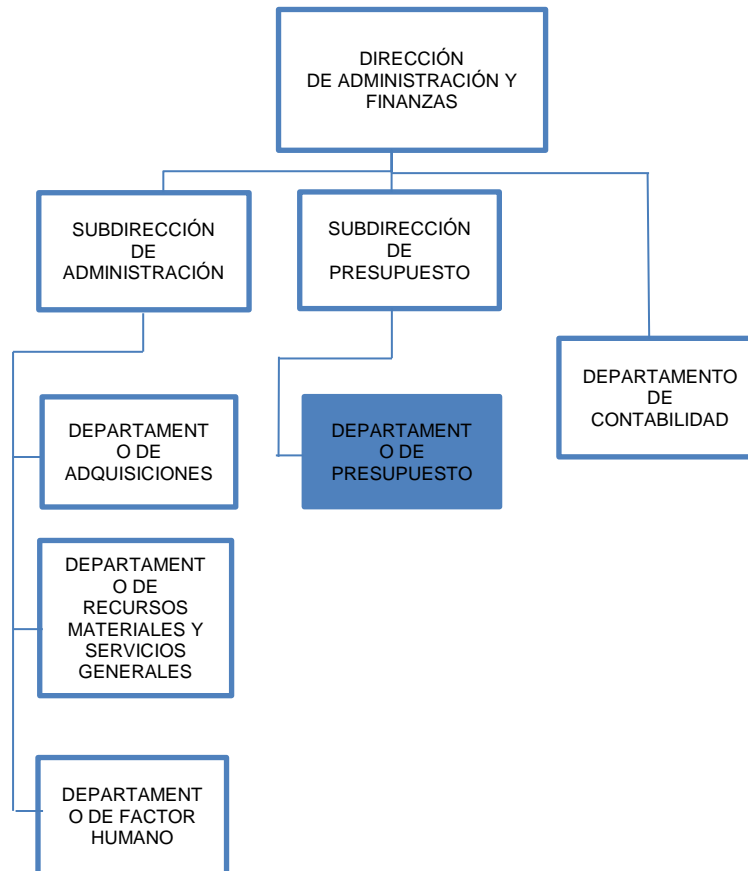 DIRECCIÓN
DE ADMINISTRACIÓN Y
FINANZAS
SUBDIRECCIÓN
DE
ADMINISTRACIÓN
SUBDIRECCIÓN
DE
PRESUPUESTO
DEPARTAMENTO
DE
CONTABILIDAD
DEPARTAMENT
O DE
ADQUISICIONES
DEPARTAMENT
O DE
PRESUPUESTO
DEPARTAMENT
O DE
RECURSOS
MATERIALES Y
SERVICIOS
GENERALES
DEPARTAMENT
O DE FACTOR
HUMANO